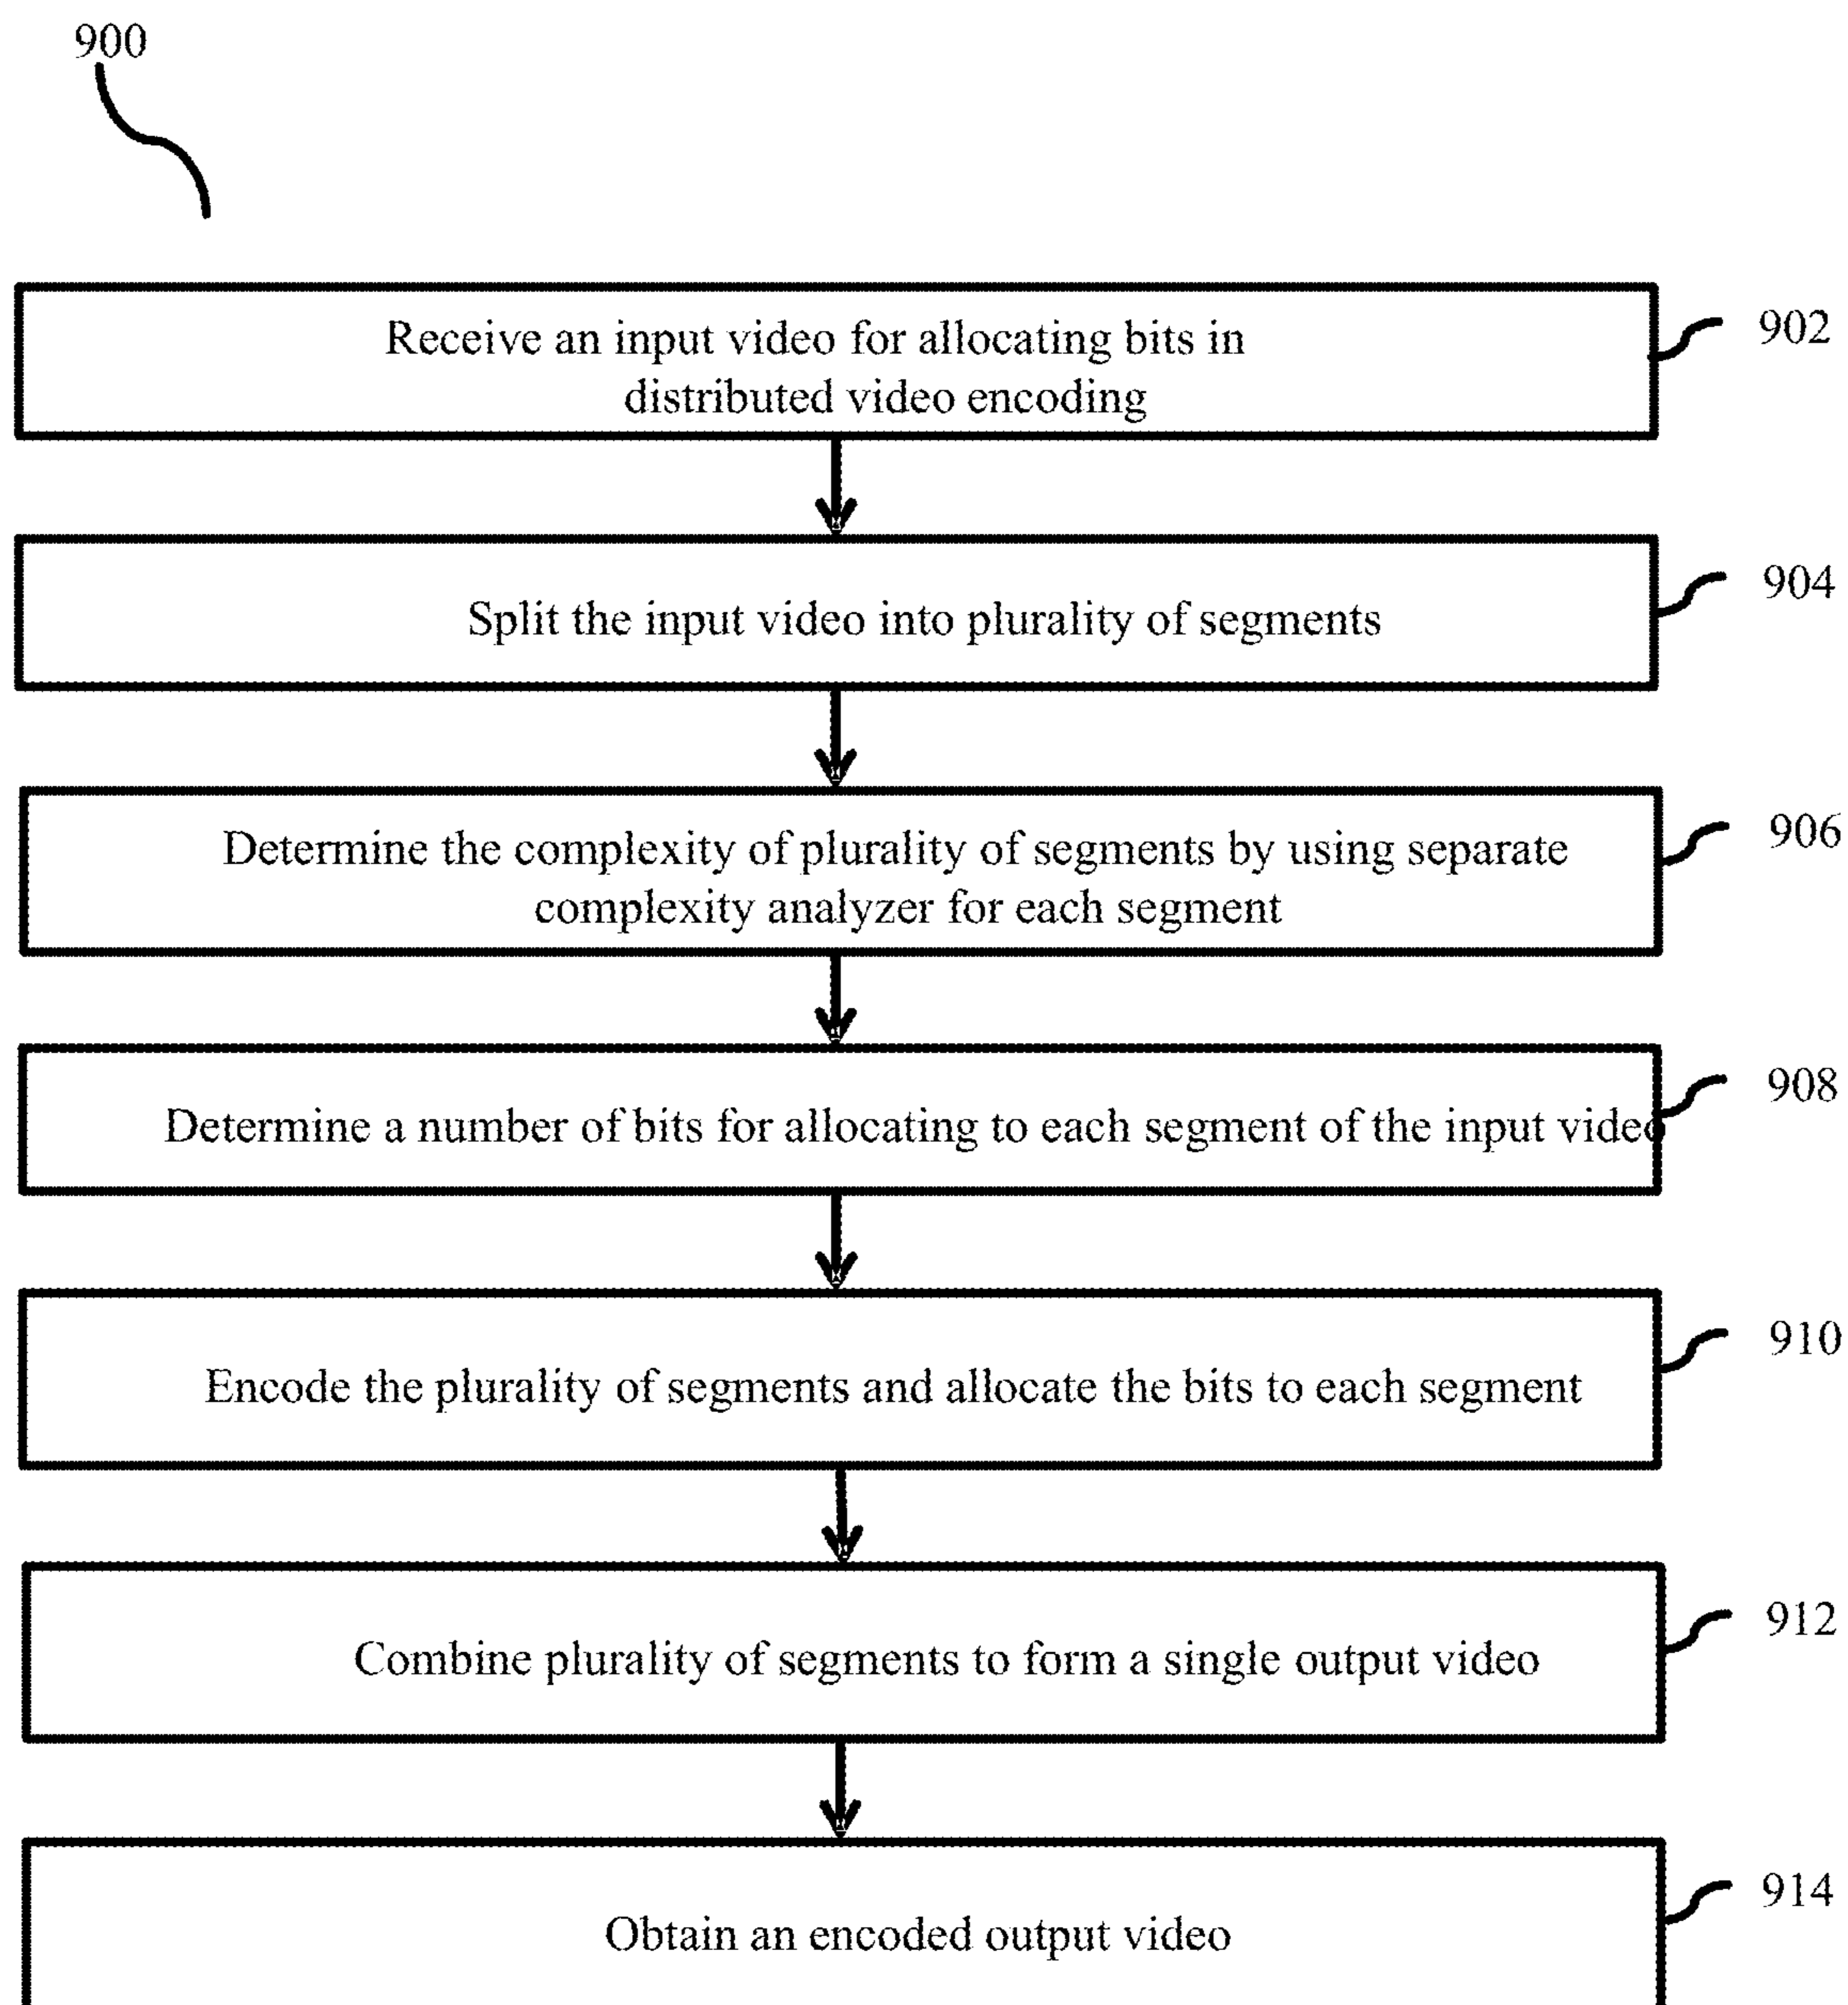 900
Receive an input video for allocating bits in
distributed video encoding
902
Split the input video into plurality of segments
904
Determine the complexity of plurality of segments by using separate
complexity analyzer for each segment
906
Determine a number of bits for allocating to each segment of the input video
908
Encode the plurality of segments and allocate the bits to each segment
910
Combine plurality of segments to form a single output video
912
Obtain an encoded output video
914